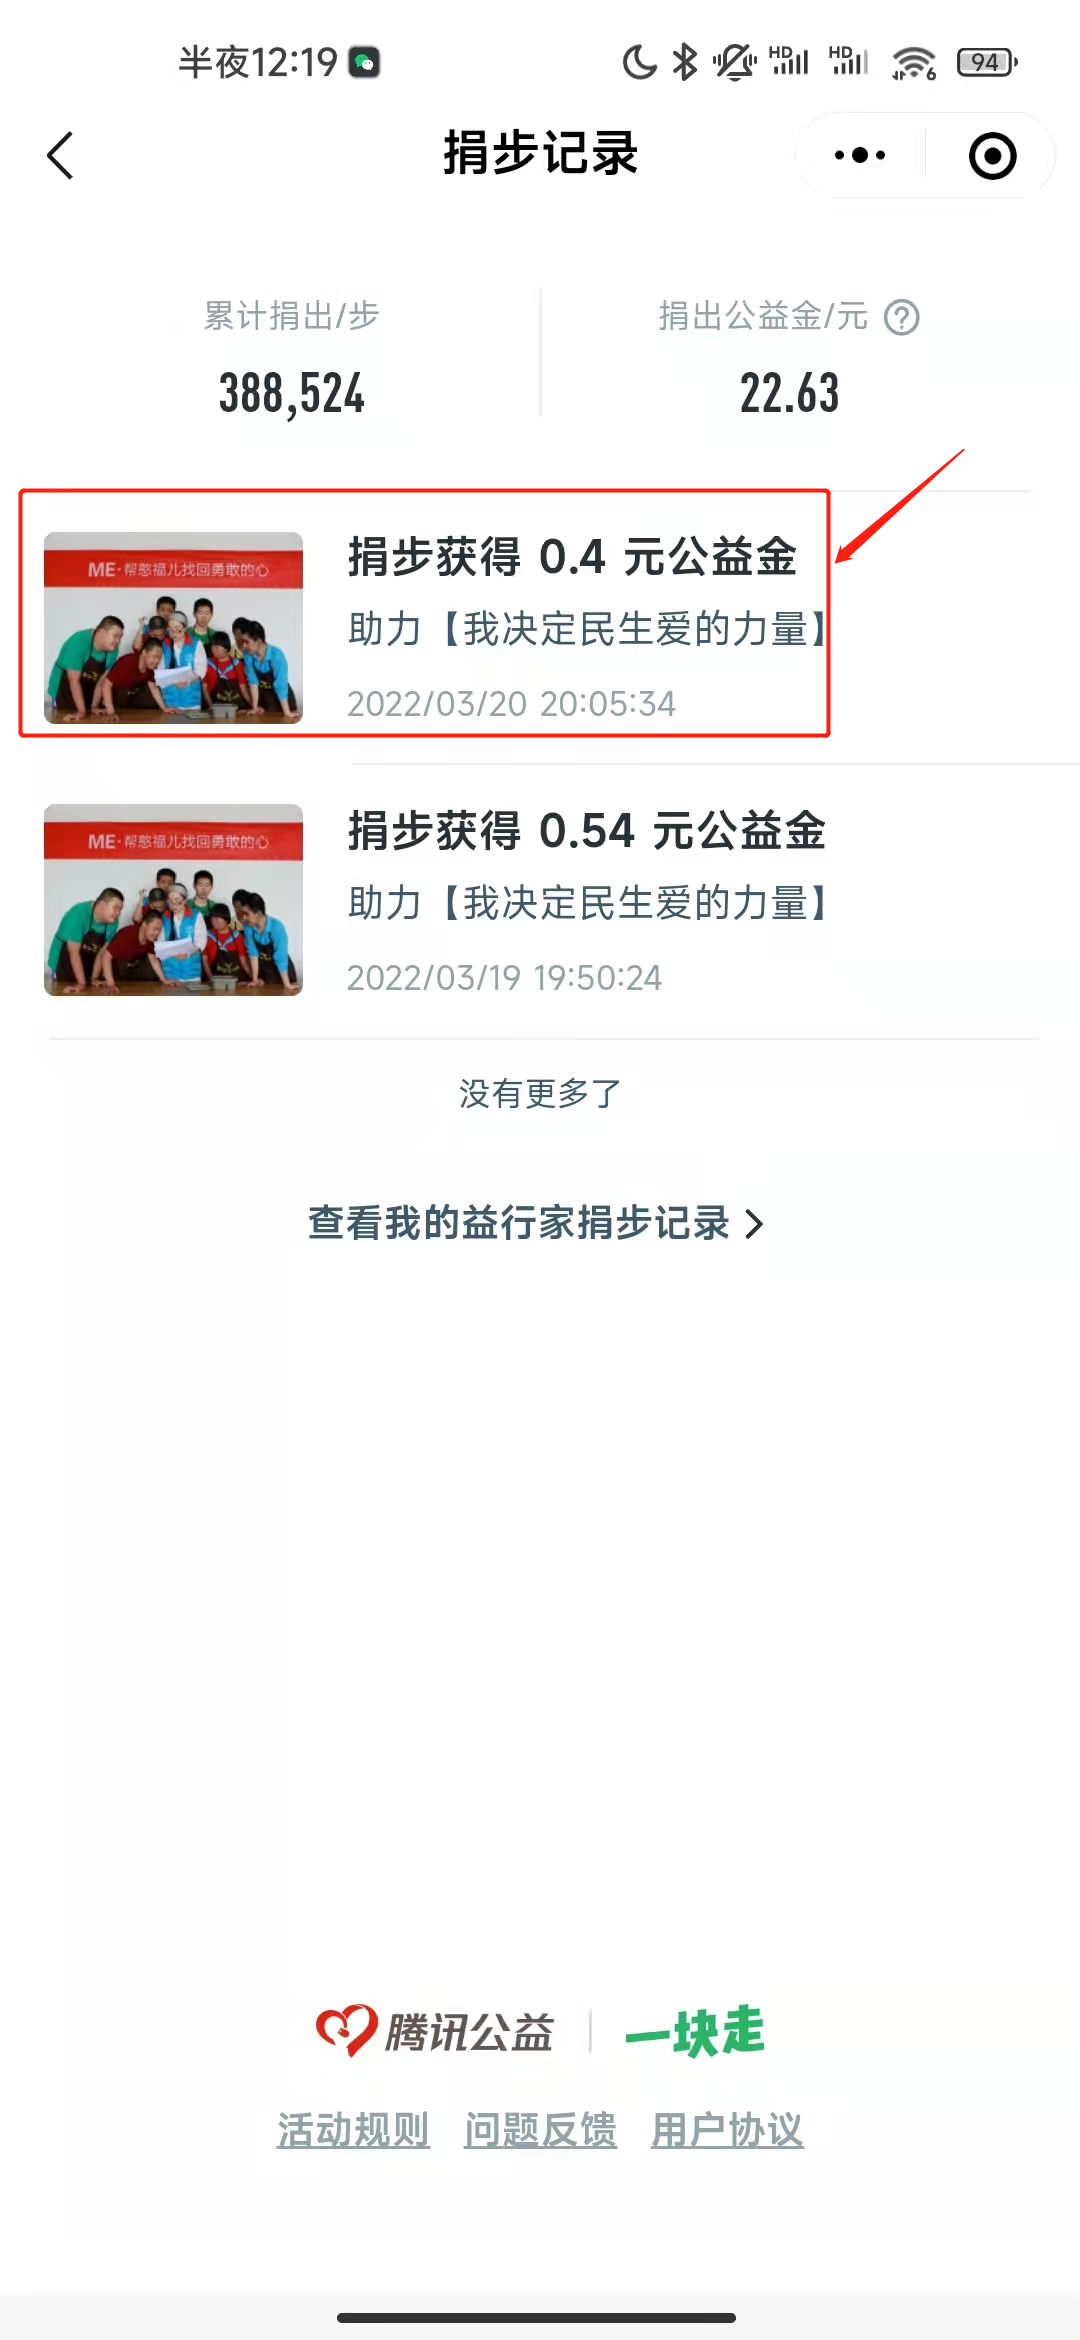 半夜12:19
HD
HD
6
94
捐步记录
累计捐出/步
捐出公益金/元
388,524
22.63
ME·帮憨福儿找回勇敢的心
捐步获得 0.4 元公益金
助力【我决定民生爱的力量】
2022/03/20 20:05:34
ME·帮憨福儿找回勇敢的心
捐步获得 0.54 元公益金
助力【我决定民生爱的力量】
2022/03/19 19:50:24
没有更多了
查看我的益行家捐步记录
腾讯公益
一块走
活动规则 问题反馈 用户协议